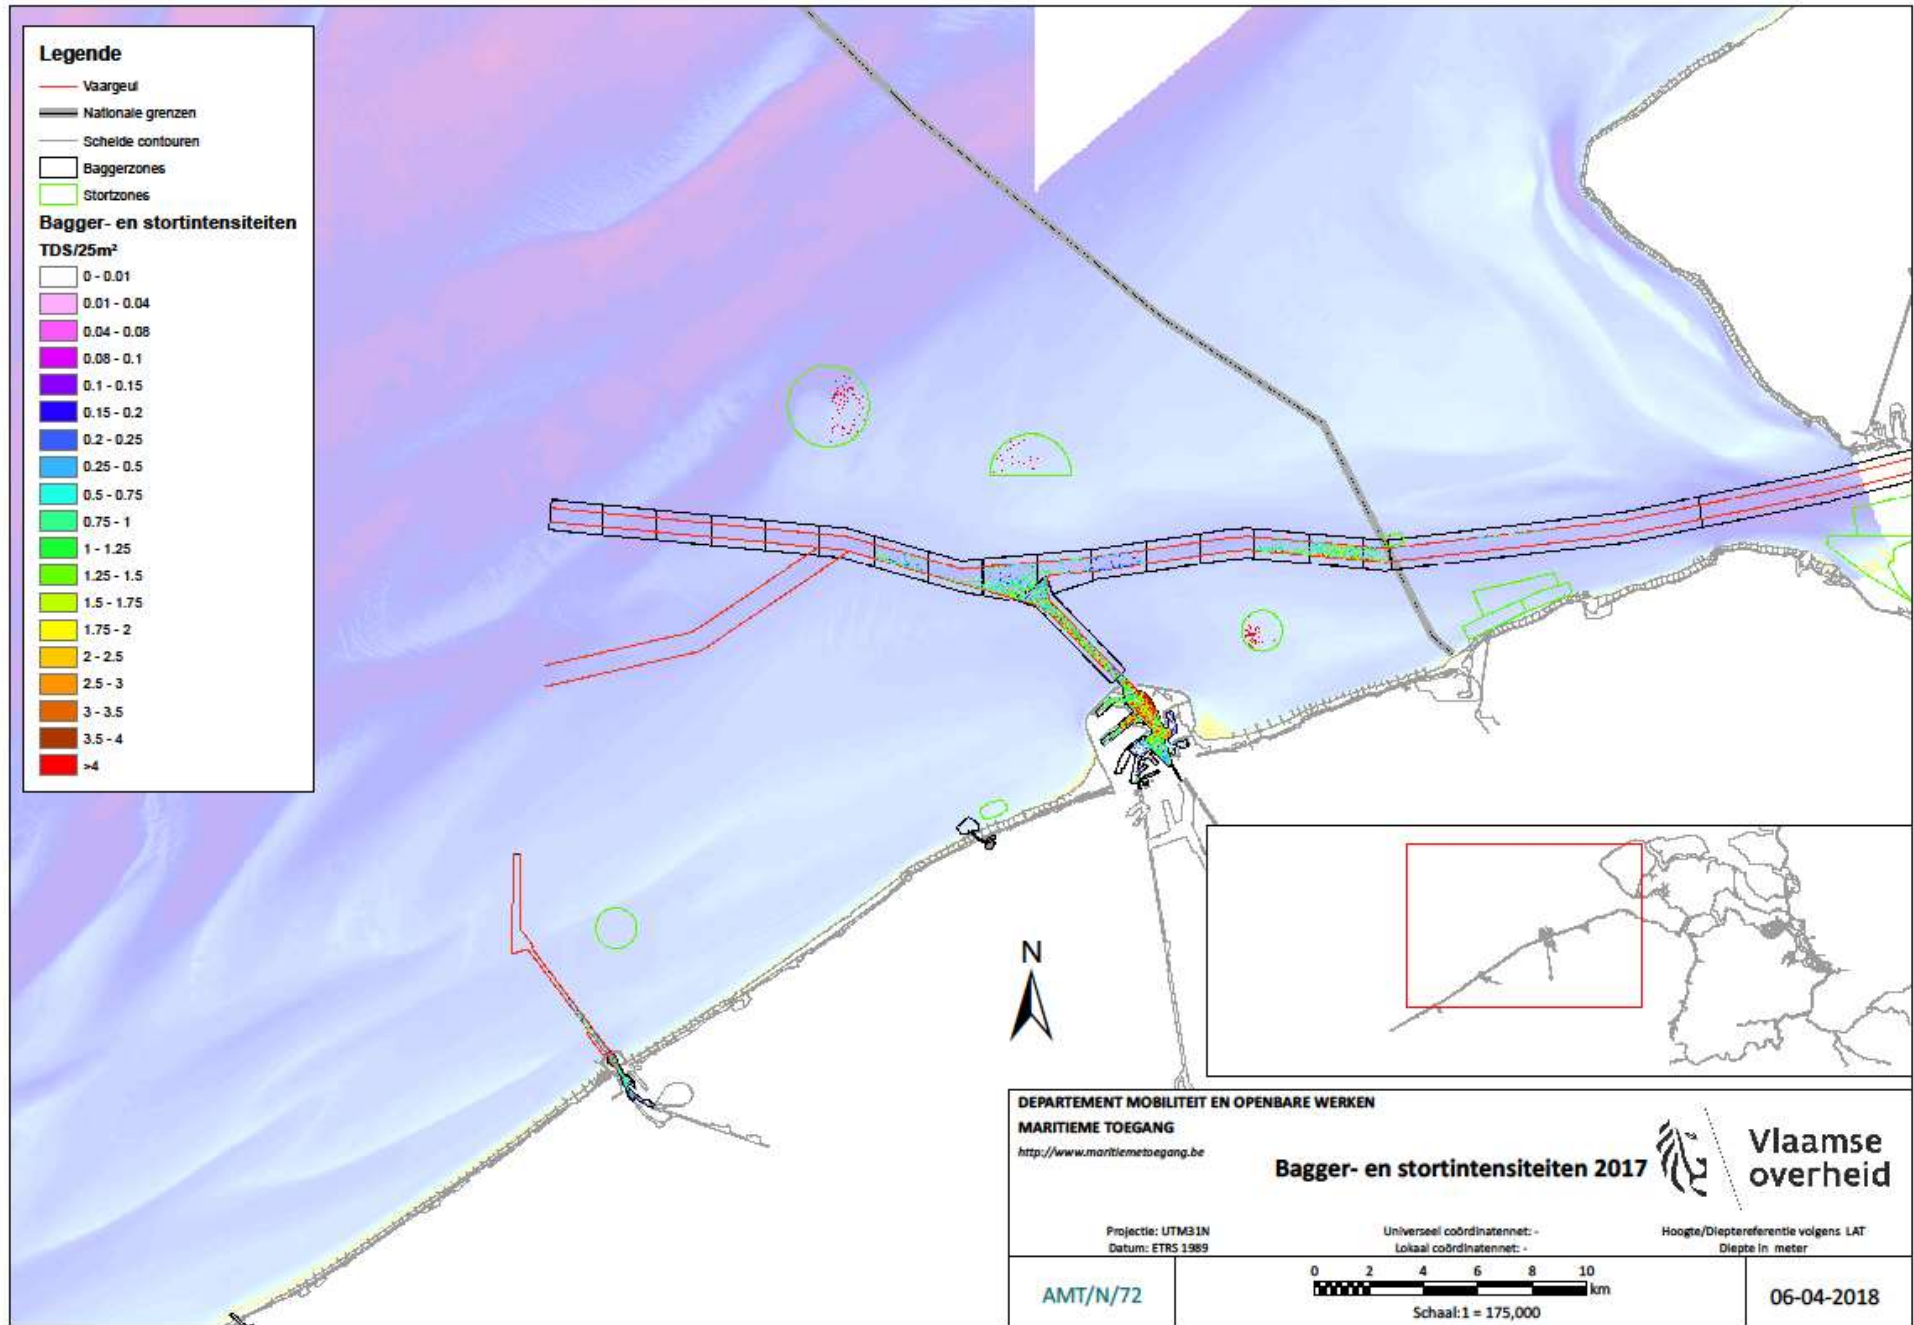 Legende
Vaargeul
Nationale grenzen
Schelde contouren
Baggerzones
Stortzones
Bagger- en stortintensiteiten
TDS/25m²
0 - 0.01
0.01 - 0.04
0.04 - 0.08
0.08 - 0.1
0.1 - 0.15
0.15 - 0.2
0.2 - 0.25
0.25 - 0.5
0.5 - 0.75
0.75 - 1
1 - 1.25
1.25 - 1.5
1.5 - 1.75
1.75 - 2
2 - 2.5
2.5 - 3
3 - 3.5
3.5 - 4
>4
N
DEPARTEMENT MOBILITEIT EN OPENBARE WERKEN
MARITIEME TOEGANG
http://www.maritiemetoegang.be
Bagger- en stortintensiteiten 2017
Vlaamse
overheid
Projectie: UTM31N
Datum: ETRS 1989
Universeel coördinatennet: -
Lokaal coördinatennet: -
Hoogte/Dieptereferentie volgens LAT
Diepte in meter
AMT/N/72
0 2 4 6 8 10
km
Schaal:1 = 175,000
06-04-2018